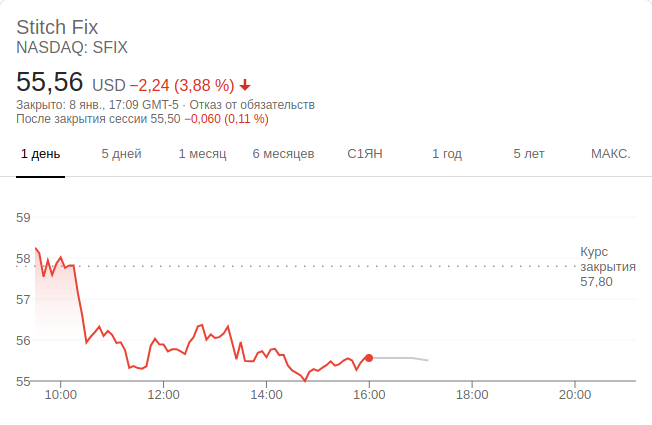 Stitch Fix
NASDAQ: SFIX
55,56 USD −2,24 (3,88 %)
Закрыто: 8 янв., 17:09 GMT-5 · Отказ от обязательств
После закрытия сессии 55,50 −0,060 (0,11 %)
1 день 5 дней 1 месяц 6 месяцев С1ЯН 1 год 5 лет МАКС.
59
58
57
56
55
Курс
закрытия
57,80
10:00 12:00 14:00 16:00 18:00 20:00